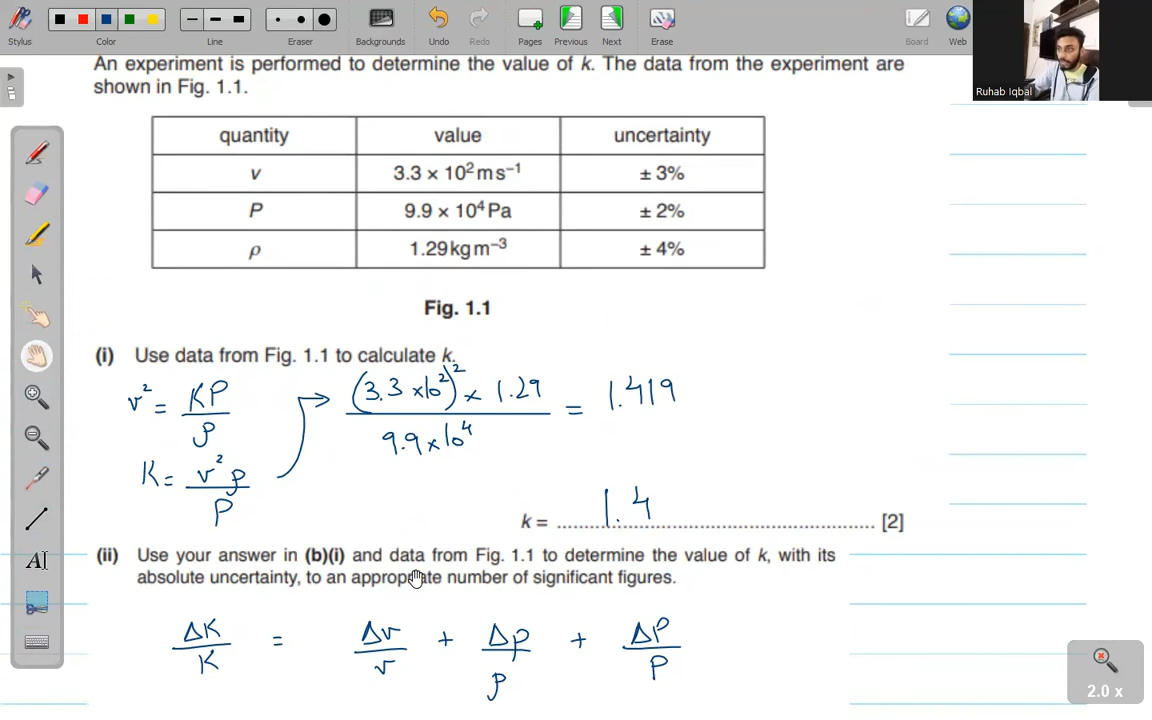 Stylus Color Line Eraser Backgrounds Undo Redo Pages Previous Next Erase Board Web
Ruhab Iqbal
An experiment is performed to determine the value of k. The data from the experiment are
shown in Fig. 1.1.
quantity value uncertainty
v 3.3 × 10² m s⁻¹ ± 3%
P 9.9 × 10⁴ Pa ± 2%
ρ 1.29 kg m⁻³ ± 4%
Fig. 1.1
(i) Use data from Fig. 1.1 to calculate k.
v² = KP/ρ → (3.3 ×10²)² × 1.29 / 9.9×10⁴ = 1.419
K = v²ρ/P
k = 1.4 [2]
(ii) Use your answer in (b)(i) and data from Fig. 1.1 to determine the value of k, with its
absolute uncertainty, to an appropriate number of significant figures.
ΔK/K = Δv/v + Δρ/ρ + ΔP/P
AI
2.0 x